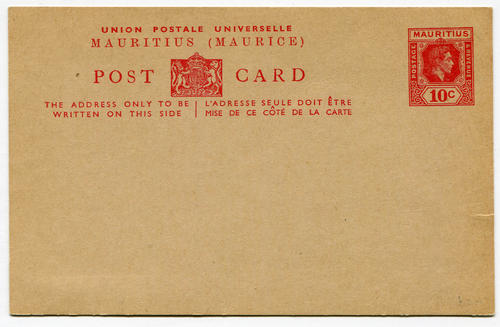 UNION POSTALE UNIVERSELLE
MAURITIUS (MAURICE)
POST CARD
THE ADDRESS ONLY TO BE
WRITTEN ON THIS SIDE
L'ADRESSE SEULE DOIT ÊTRE
MISE DE CE CÔTÉ DE LA CARTE
MAURITIUS
POSTAGE
& REVENUE
10C